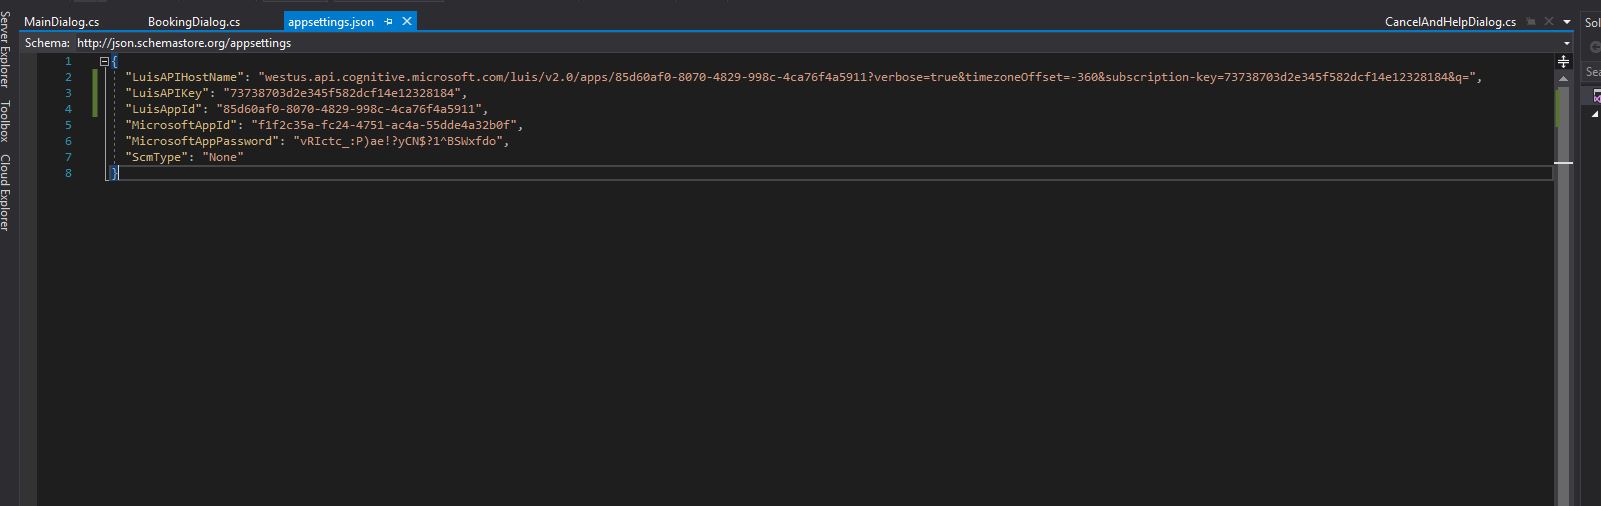 MainDialog.cs BookingDialog.cs appsettings.json CancelAndHelpDialog.cs Sol
Schema: http://json.schemastore.org/appsettings
Server Explorer
Toolbox
Cloud Explorer
Sea
1 {
2 "LuisAPIHostName": "westus.api.cognitive.microsoft.com/luis/v2.0/apps/85d60af0-8070-4829-998c-4ca76f4a5911?verbose=true&timezoneOffset=-360&subscription-key=73738703d2e345f582dcf14e12328184&q=",
3 "LuisAPIKey": "73738703d2e345f582dcf14e12328184",
4 "LuisAppId": "85d60af0-8070-4829-998c-4ca76f4a5911",
5 "MicrosoftAppId": "f1f2c35a-fc24-4751-ac4a-55dde4a32b0f",
6 "MicrosoftAppPassword": "vRIctc_:P)ae!?yCN$?1^BSWxfdo",
7 "ScmType": "None"
8 }